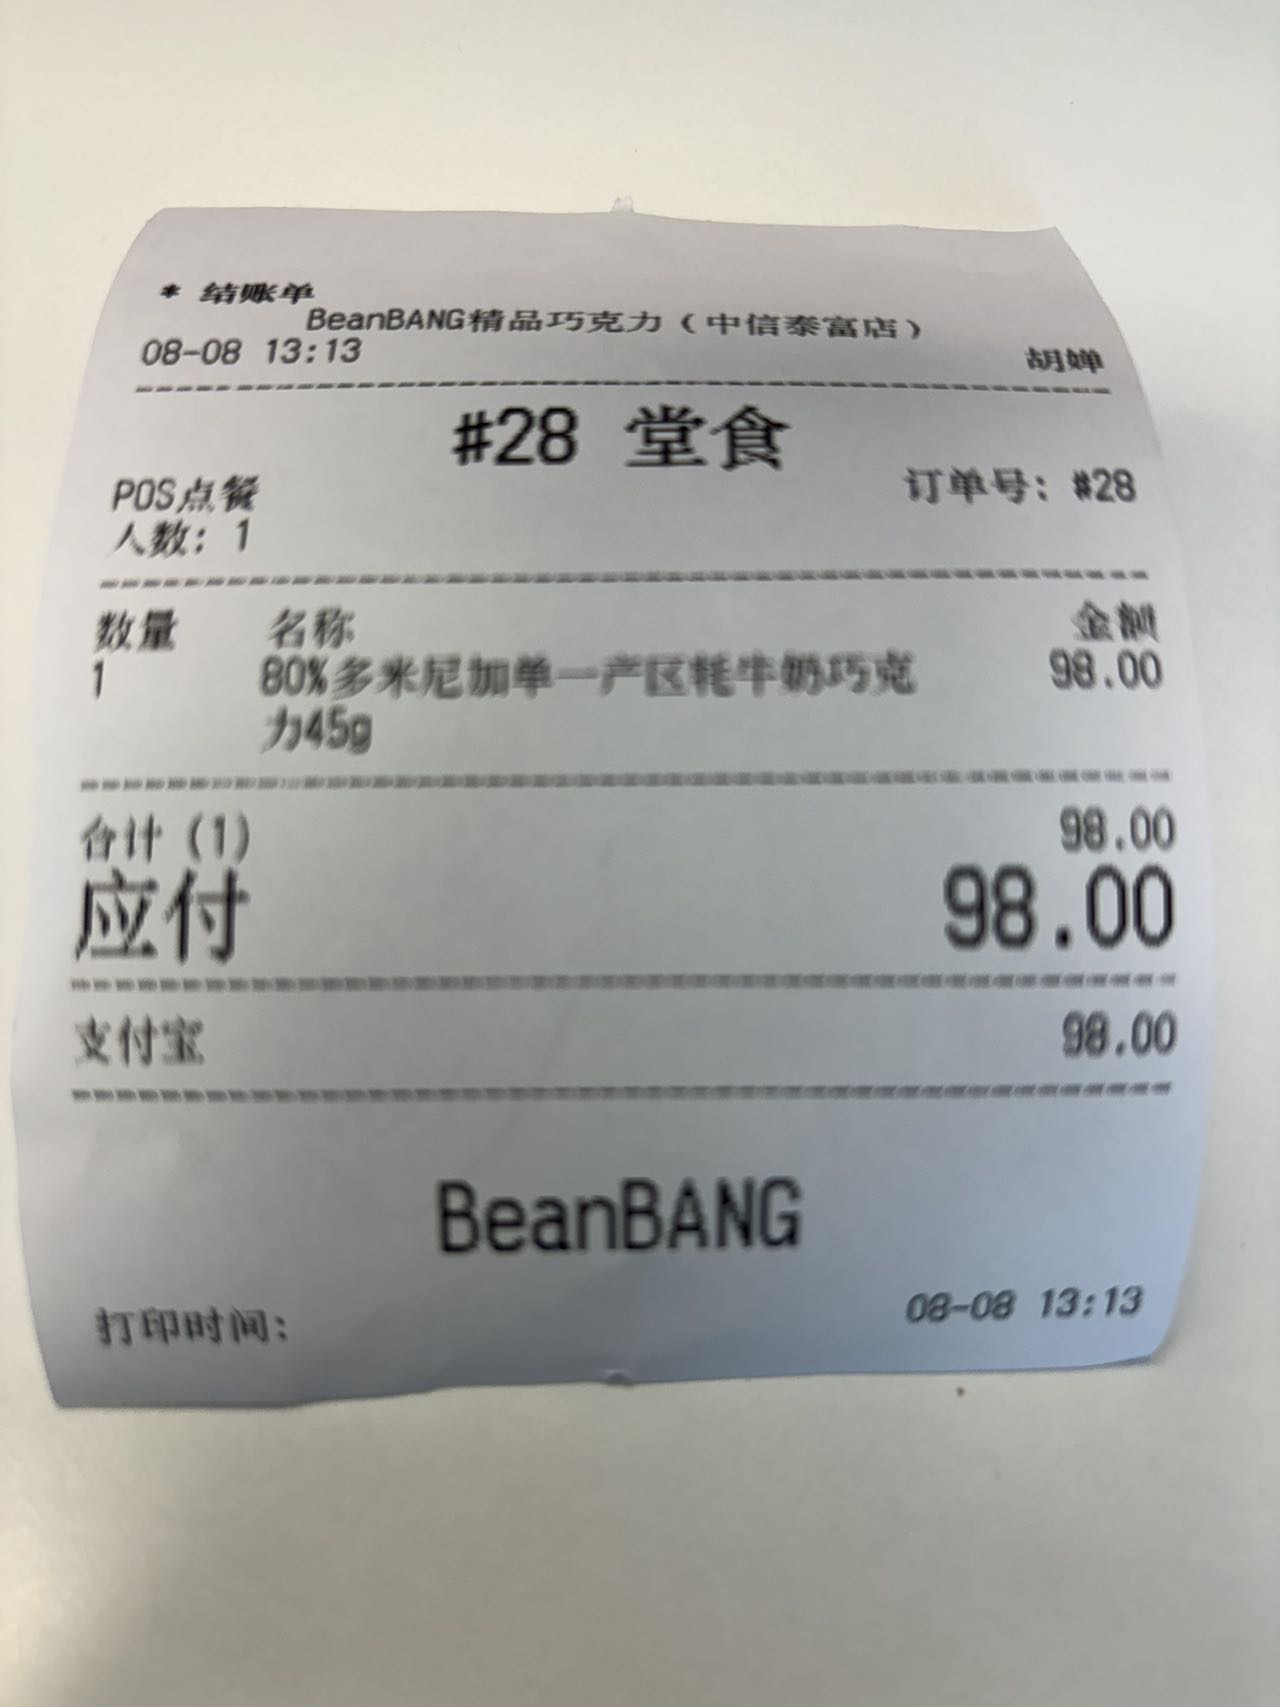 * 结账单
BeanBANG精品巧克力（中信泰富店）
08-08 13:13 胡婵
#28 堂食
POS点餐 订单号: #28
人数: 1
数量 名称 金额
1 80%多米尼加单一产区牦牛奶巧克 98.00
力45g
合计 (1) 98.00
应付 98.00
支付宝 98.00
BeanBANG
打印时间: 08-08 13:13